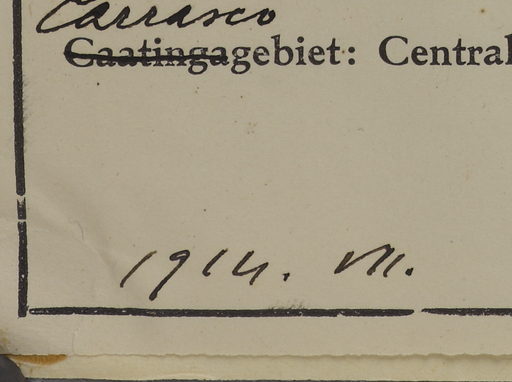 Carrasco
Caatingagebiet: Central
1914. VII.